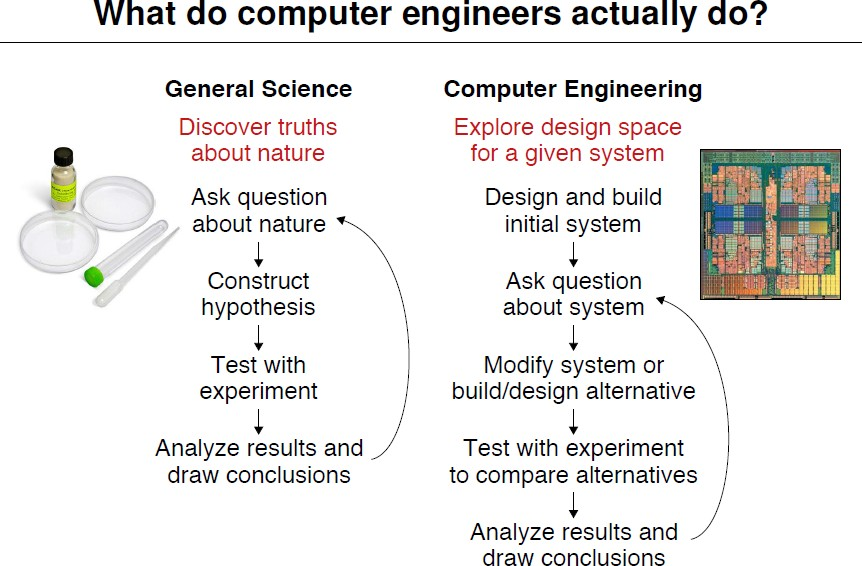 What do computer engineers actually do?
General Science
Discover truths
about nature
Ask question
about nature
Construct
hypothesis
Test with
experiment
Analyze results and
draw conclusions
Computer Engineering
Explore design space
for a given system
Design and build
initial system
Ask question
about system
Modify system or
build/design alternative
Test with experiment
to compare alternatives
Analyze results and
draw conclusions